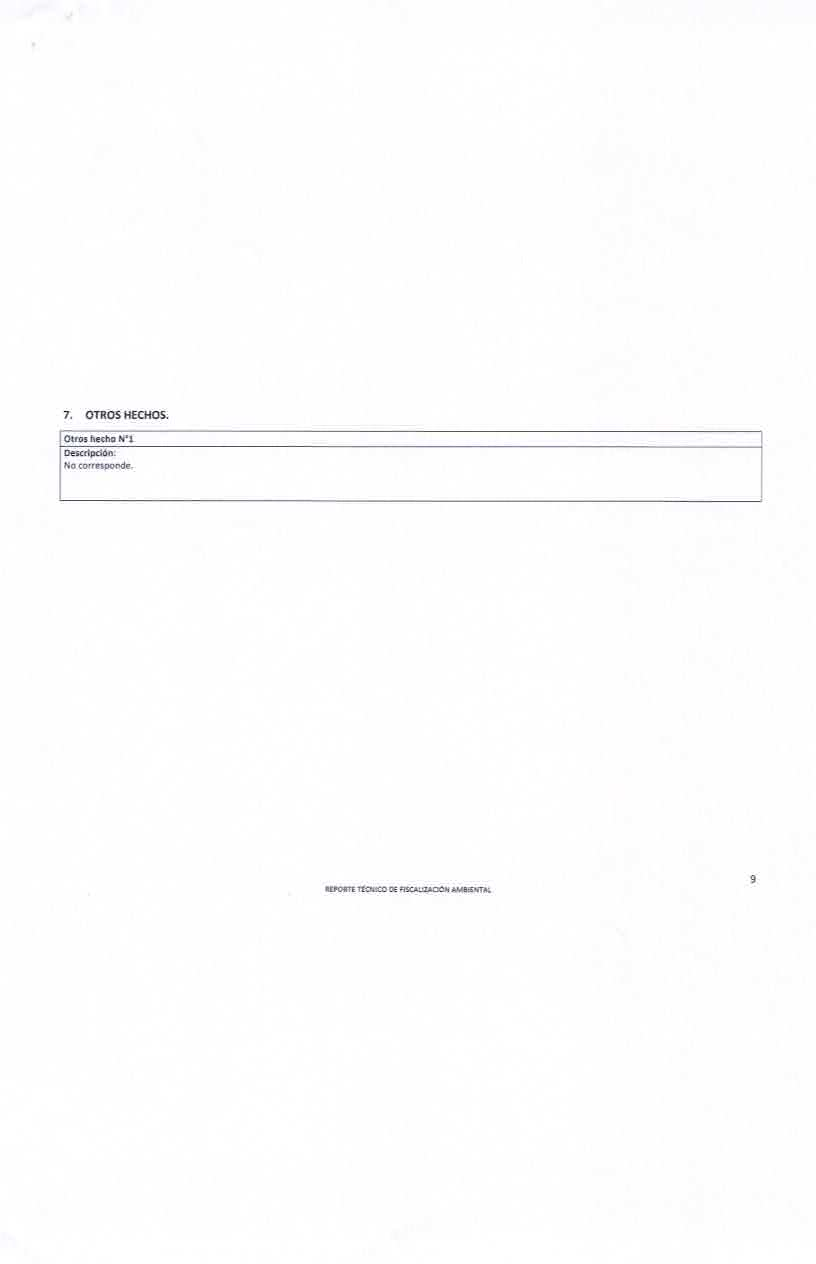 7. OTROS HECHOS.
Otros hecho N°1
Descripción:
No corresponde.
9
REPORTE TÉCNICO DE FISCALIZACIÓN AMBIENTAL